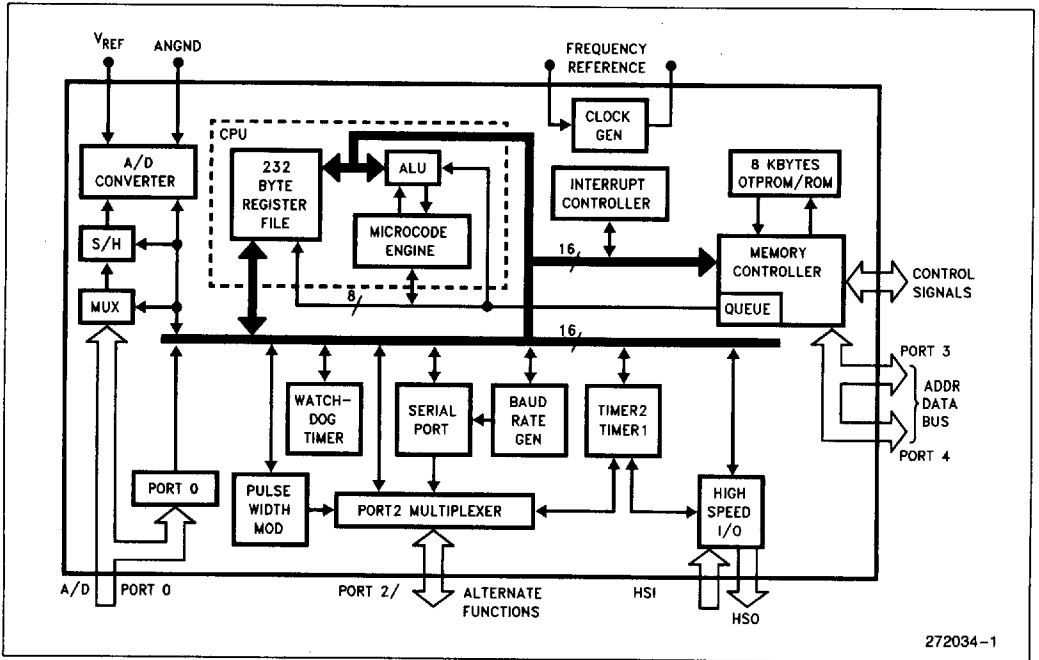 VREF
ANGND
FREQUENCY
REFERENCE
CLOCK
GEN
CPU
A/D
CONVERTER
232
BYTE
REGISTER
FILE
ALU
MICROCODE
ENGINE
INTERRUPT
CONTROLLER
8 KBYTES
OTPROM/ROM
S/H
MUX
16
MEMORY
CONTROLLER
QUEUE
CONTROL
SIGNALS
8
16
PORT 3
ADDR
DATA
BUS
PORT 4
WATCH-
DOG
TIMER
SERIAL
PORT
BAUD
RATE
GEN
TIMER2
TIMER1
PORT 0
PULSE
WIDTH
MOD
PORT2 MULTIPLEXER
HIGH
SPEED
I/O
A/D
PORT 0
PORT 2/
ALTERNATE
FUNCTIONS
HSI
HSO
272034-1